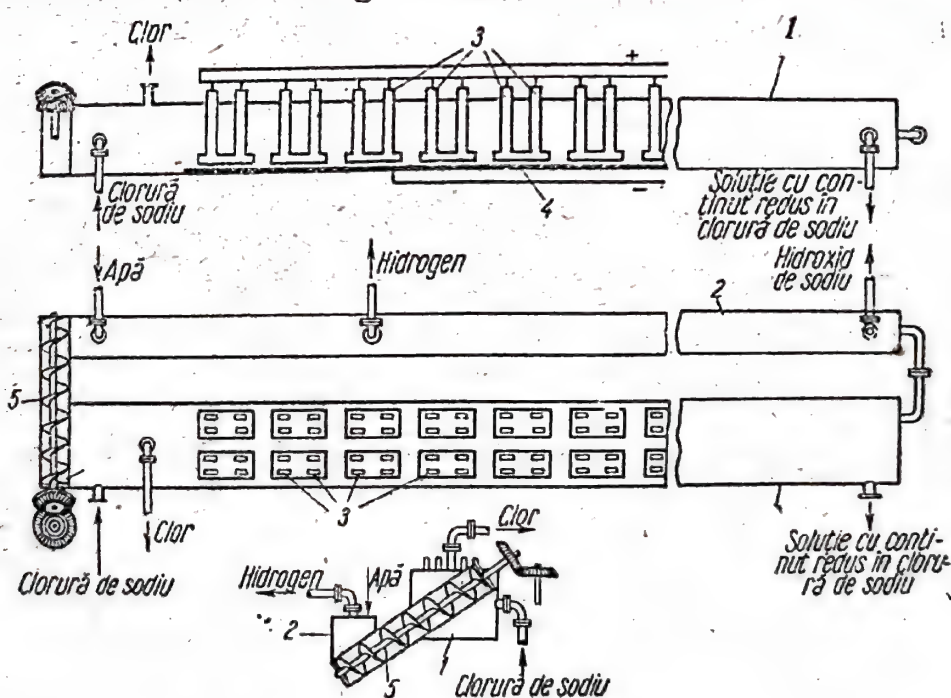 Clor
3
1
+
Clorură
de sodiu
4
−
Soluție cu con-
ținut redus în
clorură de sodiu
Apă
Hidrogen
Hidroxid
de sodiu
2
5
3
Clor
Clorură de sodiu
Soluție cu conți-
nut redus în cloru-
ră de sodiu
Clor
Hidrogen
Apă
2
1
5
Clorură de sodiu